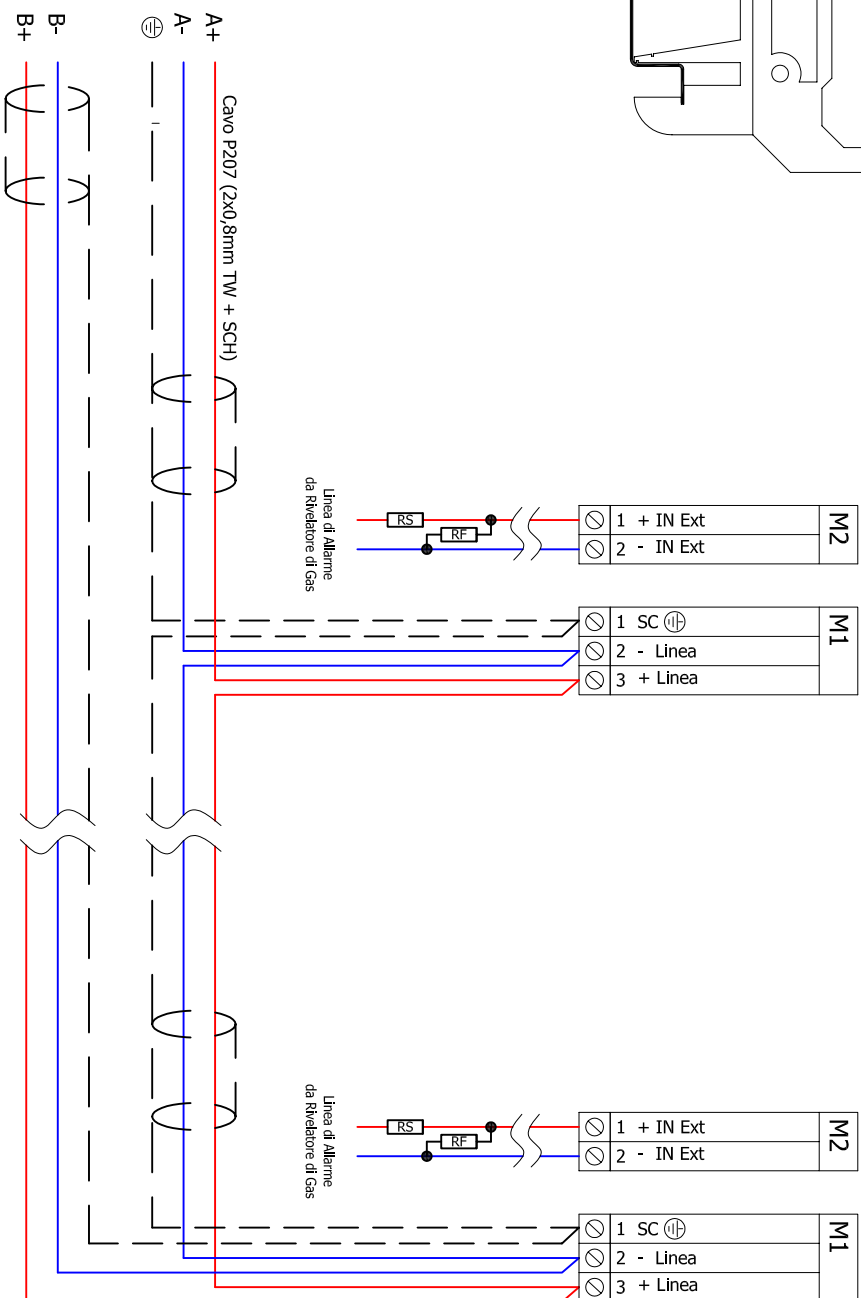 B+
B-
⏚
A-
A+
Cavo P207 (2x0,8mm TW + SCH)
Linea di Allarme
da Rivelatore di Gas
RS
RF
1 + IN Ext
2 - IN Ext
M2
1 SC ⏚
2 - Linea
3 + Linea
M1
Linea di Allarme
da Rivelatore di Gas
RS
RF
1 + IN Ext
2 - IN Ext
M2
1 SC ⏚
2 - Linea
3 + Linea
M1